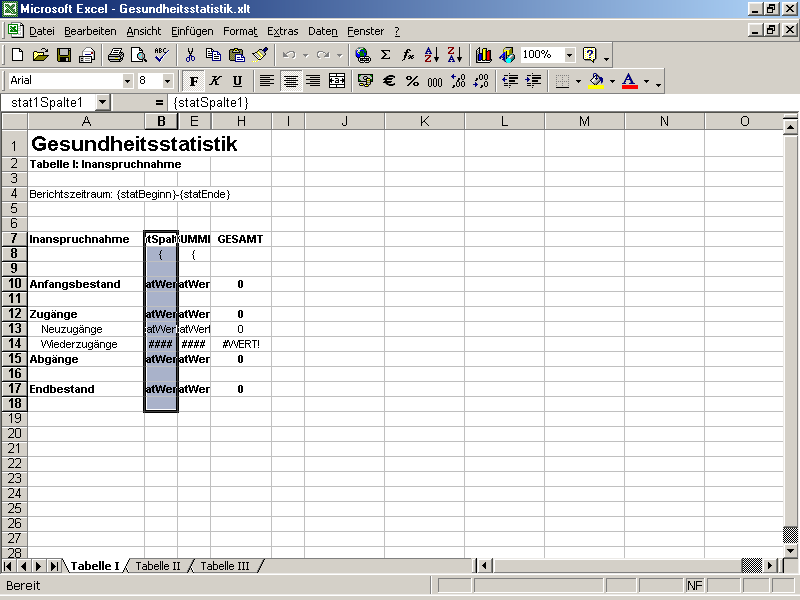 Microsoft Excel - Gesundheitsstatistik.xlt
Datei Bearbeiten Ansicht Einfügen Format Extras Daten Fenster ?
100%
Arial 8 F K U € % 000
stat1Spalte1 = {statSpalte1}
A B E H I J K L M N O
1 Gesundheitsstatistik
2 Tabelle I: Inanspruchnahme
3
4 Berichtszeitraum: {statBeginn}-{statEnde}
5
6
7 Inanspruchnahme tSpalt UMMI GESAMT
8 { {
9
10 Anfangsbestand atWer atWer 0
11
12 Zugänge atWer atWer 0
13 Neuzugänge atWer atWert 0
14 Wiederzugänge #### #### #WERT!
15 Abgänge atWer atWer 0
16
17 Endbestand atWer atWer 0
18
19
20
21
22
23
24
25
26
27
28
Tabelle I Tabelle II Tabelle III
Bereit NF